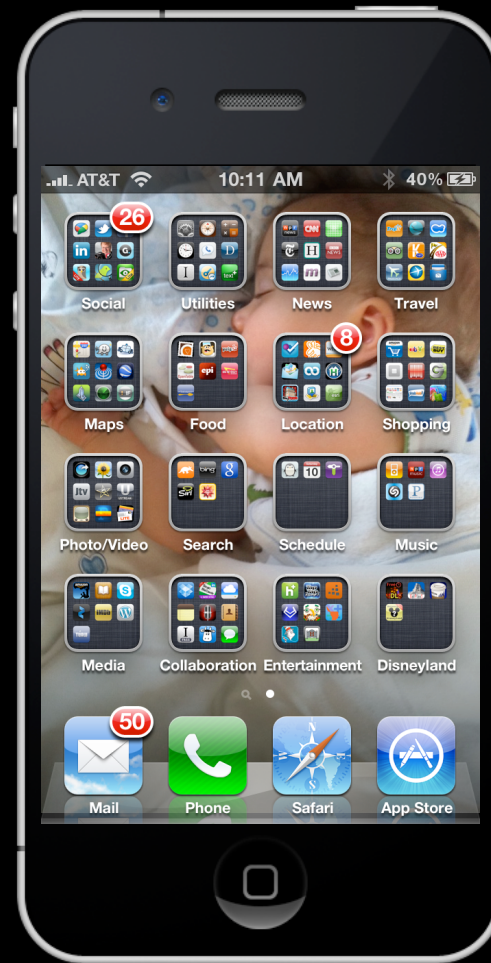 AT&T 10:11 AM 40%
26
Social Utilities News Travel
8
Maps Food Location Shopping
10
Photo/Video Search Schedule Music
Media Collaboration Entertainment Disneyland
50
Mail Phone Safari App Store